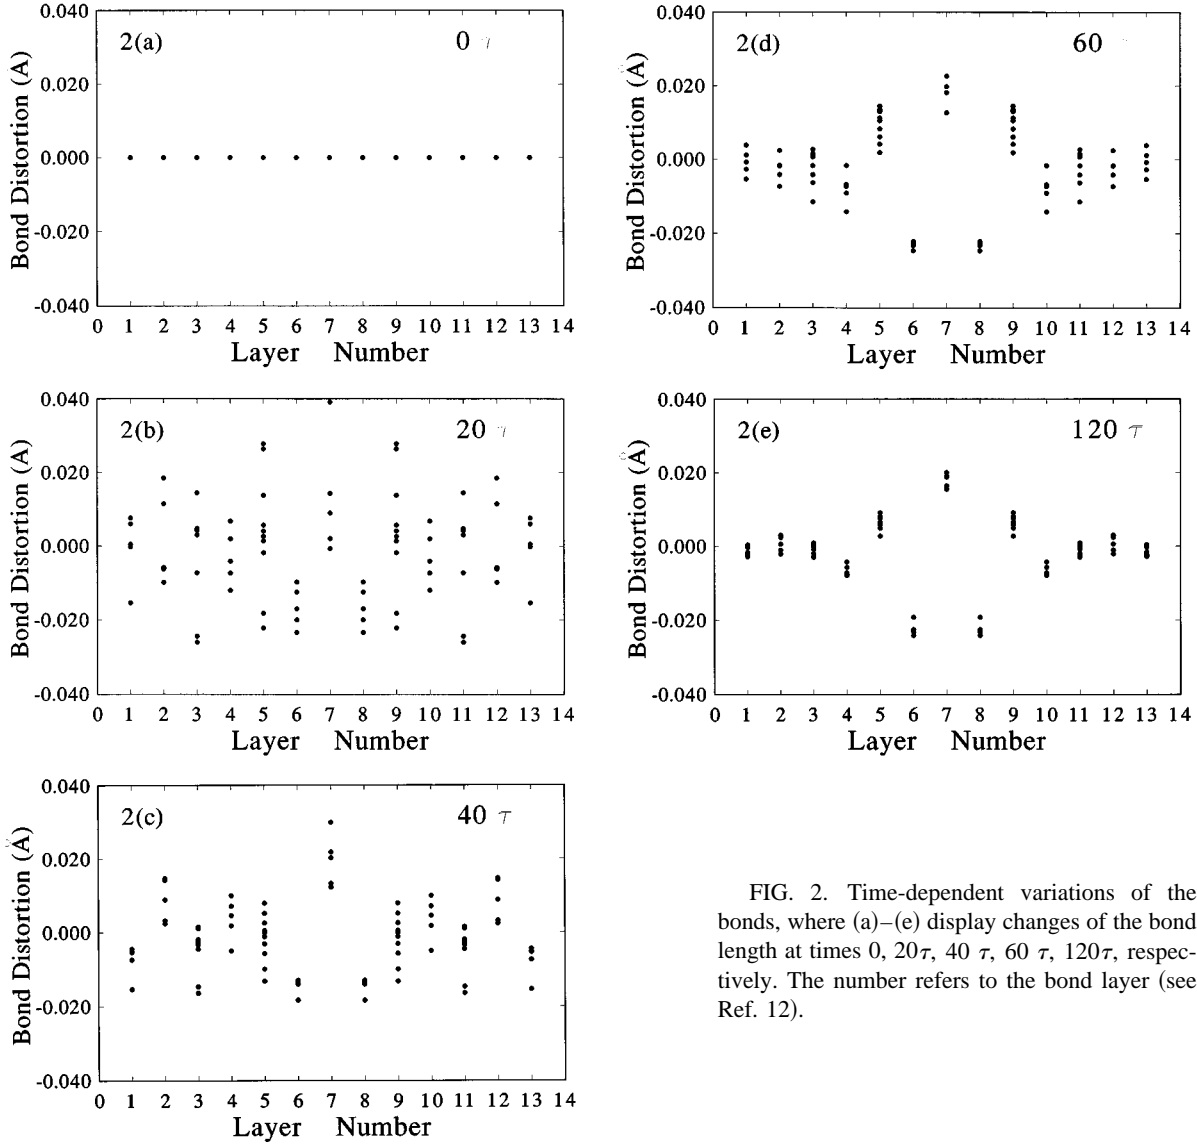 2(a) 0 τ
0.040
0.020
0.000
-0.020
-0.040
Bond Distortion (A)
0 1 2 3 4 5 6 7 8 9 10 11 12 13 14
Layer Number
2(b) 20 τ
0.040
0.020
0.000
-0.020
-0.040
Bond Distortion (A)
0 1 2 3 4 5 6 7 8 9 10 11 12 13 14
Layer Number
2(c) 40 τ
0.040
0.020
0.000
-0.020
-0.040
Bond Distortion (Å)
0 1 2 3 4 5 6 7 8 9 10 11 12 13 14
Layer Number
2(d) 60
0.040
0.020
0.000
-0.020
-0.040
Bond Distortion (Å)
0 1 2 3 4 5 6 7 8 9 10 11 12 13 14
Layer Number
2(e) 120 τ
0.040
0.020
0.000
-0.020
-0.040
Bond Distortion (Å)
0 1 2 3 4 5 6 7 8 9 10 11 12 13 14
Layer Number
FIG. 2. Time-dependent variations of the
bonds, where (a)–(e) display changes of the bond
length at times 0, 20τ, 40 τ, 60 τ, 120τ, respec-
tively. The number refers to the bond layer (see
Ref. 12).